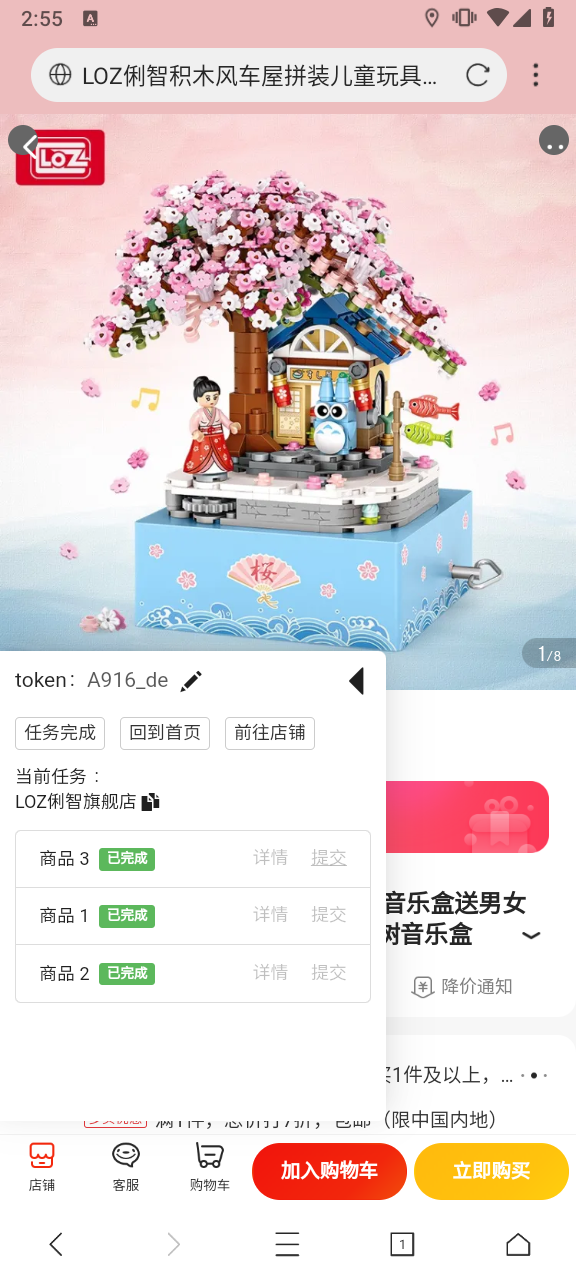 2:55
LOZ俐智积木风车屋拼装儿童玩具...
LOZ
桜
1/8
token: A916_de
任务完成 回到首页 前往店铺
当前任务：
LOZ俐智旗舰店
商品 3 已完成 详情 提交
商品 1 已完成 详情 提交
商品 2 已完成 详情 提交
音乐盒送男女
树音乐盒
降价通知
买1件及以上，...
满1件，总价打7折，包邮（限中国内地）
店铺 客服 购物车 加入购物车 立即购买
1